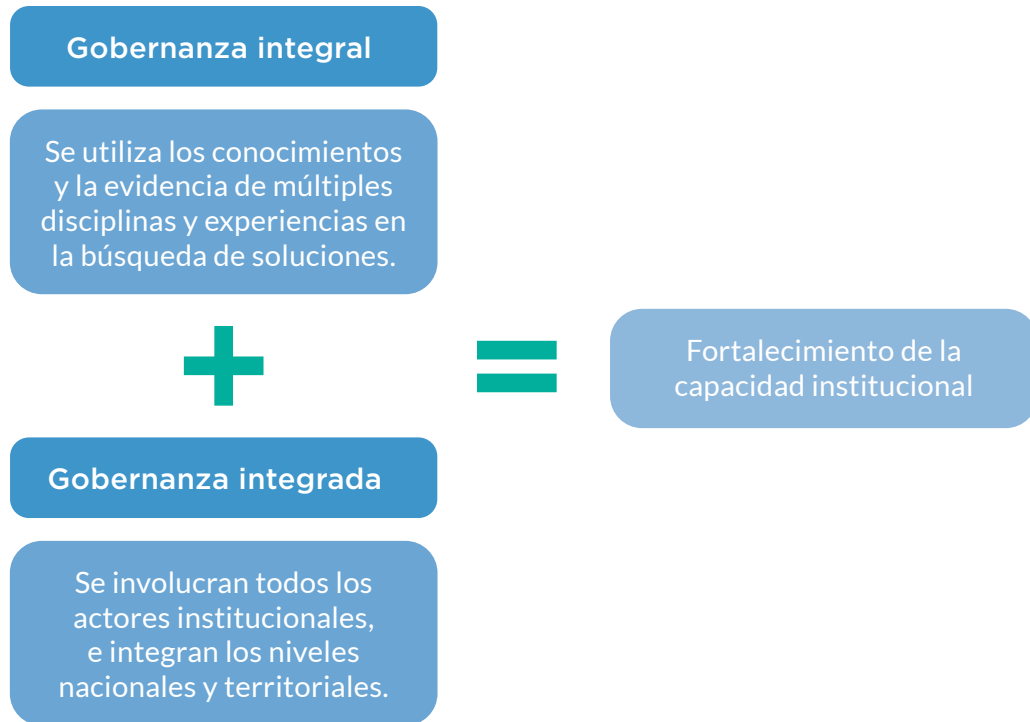 Gobernanza integral
Se utiliza los conocimientos
y la evidencia de múltiples
disciplinas y experiencias en
la búsqueda de soluciones.
+
=
Fortalecimiento de la
capacidad institucional
Gobernanza integrada
Se involucran todos los
actores institucionales,
e integran los niveles
nacionales y territoriales.